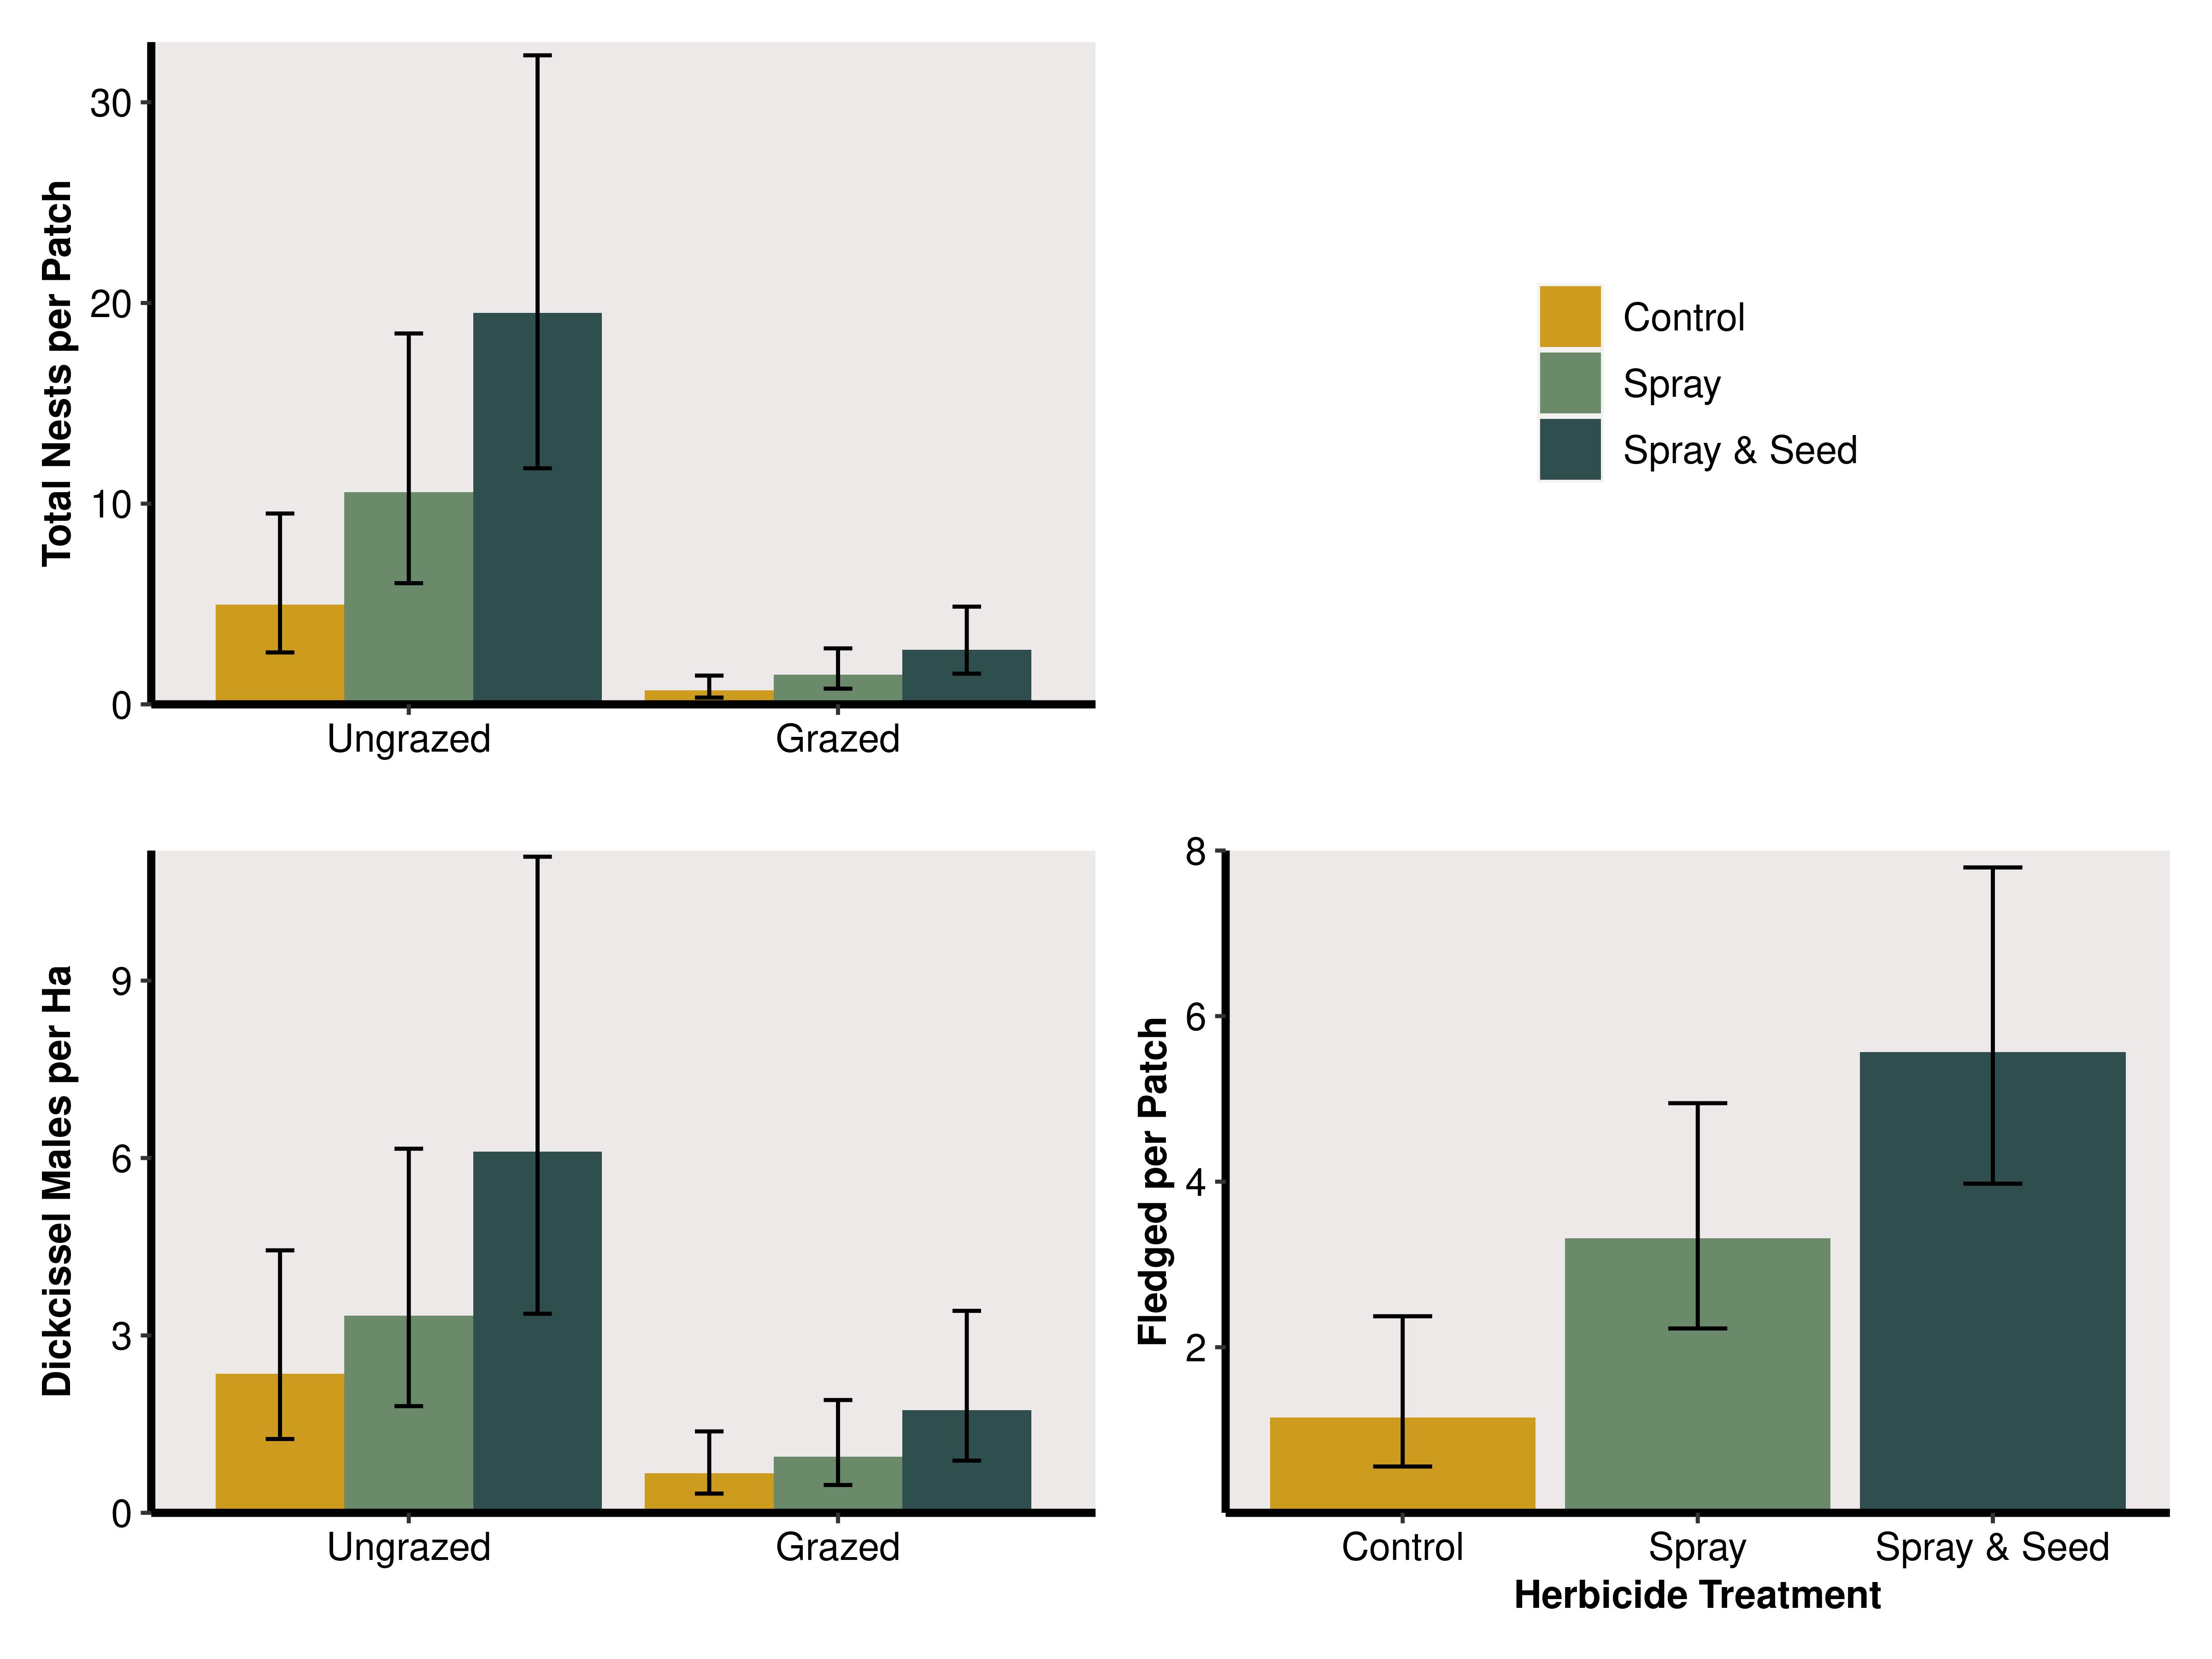 Total Nests per Patch
30
20
10
0
Ungrazed Grazed
Control
Spray
Spray & Seed
Dickcissel Males per Ha
9
6
3
0
Ungrazed Grazed
Fledged per Patch
8
6
4
2
Control Spray Spray & Seed
Herbicide Treatment